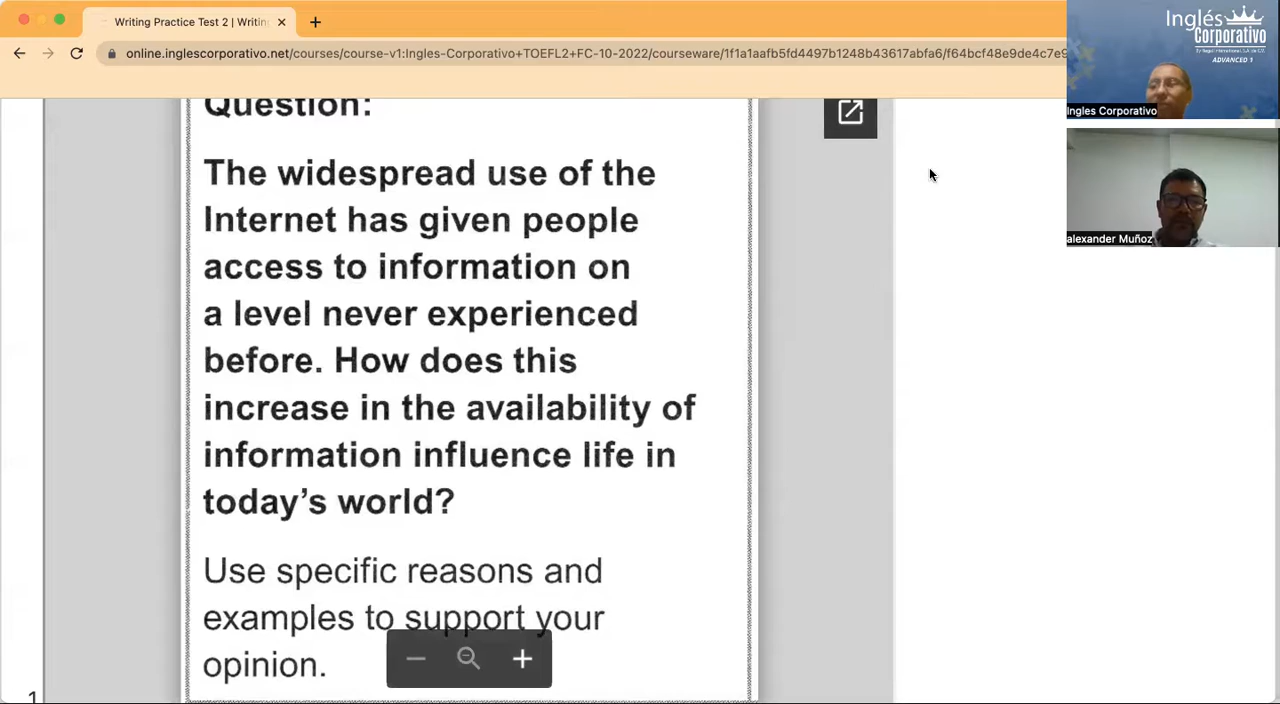 Writing Practice Test 2 | Writing
online.inglescorporativo.net/courses/course-v1:Ingles-Corporativo+TOEFL2+FC-10-2022/courseware/1f1a1aafb5fd4497b1248b43617abfa6/f64bcf48e9de4c7e9
Question:
The widespread use of the
Internet has given people
access to information on
a level never experienced
before. How does this
increase in the availability of
information influence life in
today's world?
Use specific reasons and
examples to support your
opinion.
1
Inglés
Corporativo
ADVANCED 1
Ingles Corporativo
alexander Muñoz